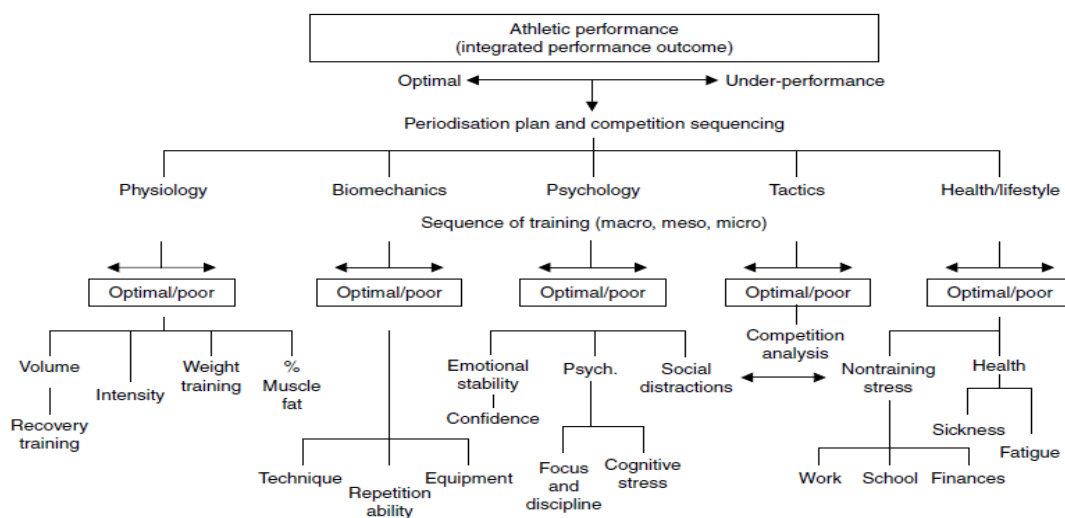 Athletic performance
(integrated performance outcome)
Optimal
Under-performance
Periodisation plan and competition sequencing
Physiology
Biomechanics
Psychology
Tactics
Health/lifestyle
Sequence of training (macro, meso, micro)
Optimal/poor
Optimal/poor
Optimal/poor
Optimal/poor
Optimal/poor
Volume
Recovery
training
Intensity
Weight
training
%
Muscle
fat
Technique
Repetition
ability
Equipment
Emotional
stability
Confidence
Psych.
Focus
and
discipline
Cognitive
stress
Social
distractions
Competition
analysis
Nontraining
stress
Work
School
Finances
Health
Sickness
Fatigue